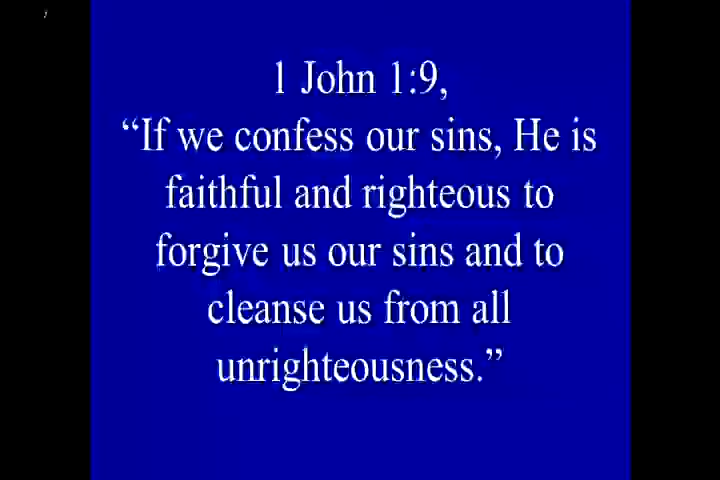 1 John 1:9,
“If we confess our sins, He is
faithful and righteous to
forgive us our sins and to
cleanse us from all
unrighteousness.”